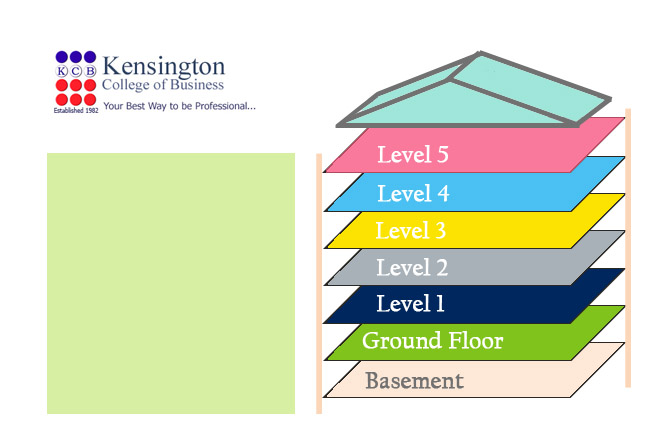 K C B
Established 1982
Kensington
College of Business
Your Best Way to be Professional...
Level 5
Level 4
Level 3
Level 2
Level 1
Ground Floor
Basement